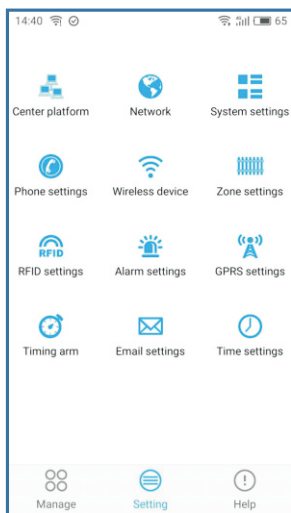 14:40 65
Center platform Network System settings
Phone settings Wireless device Zone settings
RFID
RFID settings Alarm settings GPRS settings
Timing arm Email settings Time settings
Manage Setting Help